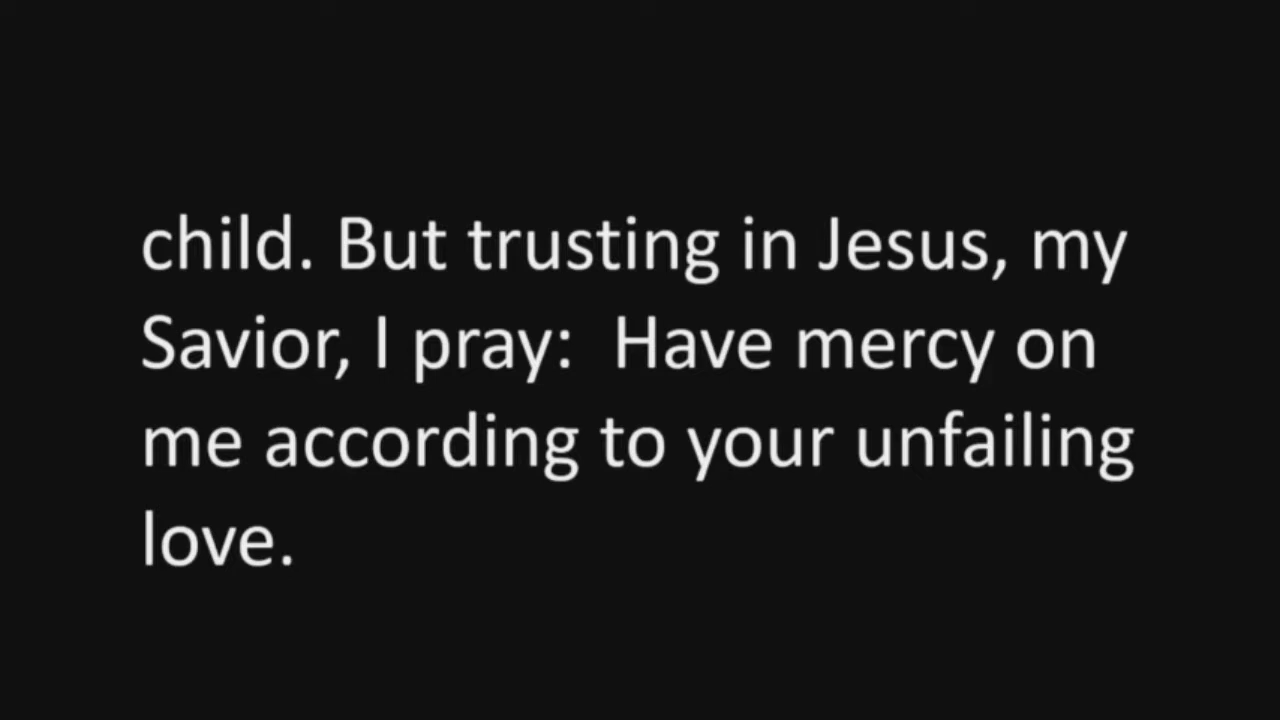 child. But trusting in Jesus, my
Savior, I pray:  Have mercy on
me according to your unfailing
love.